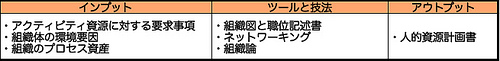 インプット
ツールと技法
アウトプット
・アクティビティ資源に対する要求事項
・組織体の環境要因
・組織のプロセス資産
・組織図と職位記述書
・ネットワーキング
・組織論
・人的資源計画書